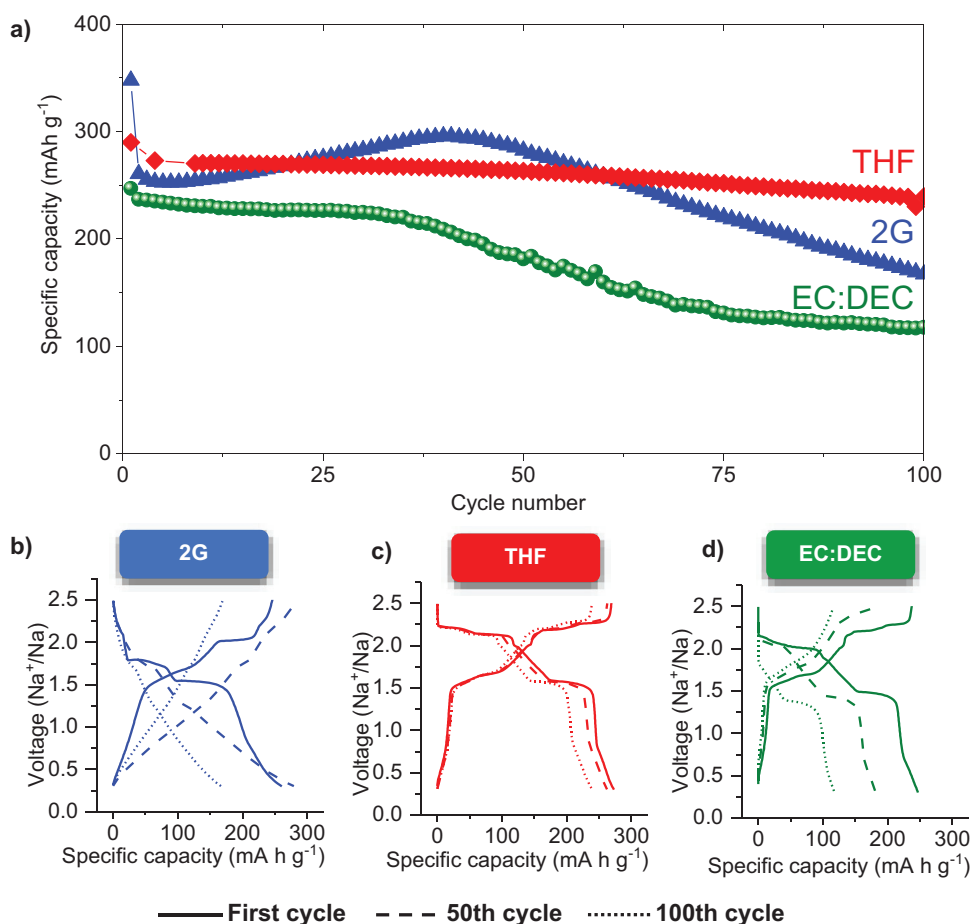 a)
400
300
200
100
0
Specific capacity (mAh g⁻¹)
THF
2G
EC:DEC
0 25 50 75 100
Cycle number
b)
2G
2.5
2.0
1.5
1.0
0.5
0.0
Voltage (Na⁺/Na)
0 100 200 300
Specific capacity (mA h g⁻¹)
c)
THF
2.5
2.0
1.5
1.0
0.5
0.0
Voltage (Na⁺/Na)
0 100 200 300
Specific capacity (mA h g⁻¹)
d)
EC:DEC
2.5
2.0
1.5
1.0
0.5
0.0
Voltage (Na⁺/Na)
0 100 200 300
Specific capacity (mA h g⁻¹)
First cycle 50th cycle 100th cycle